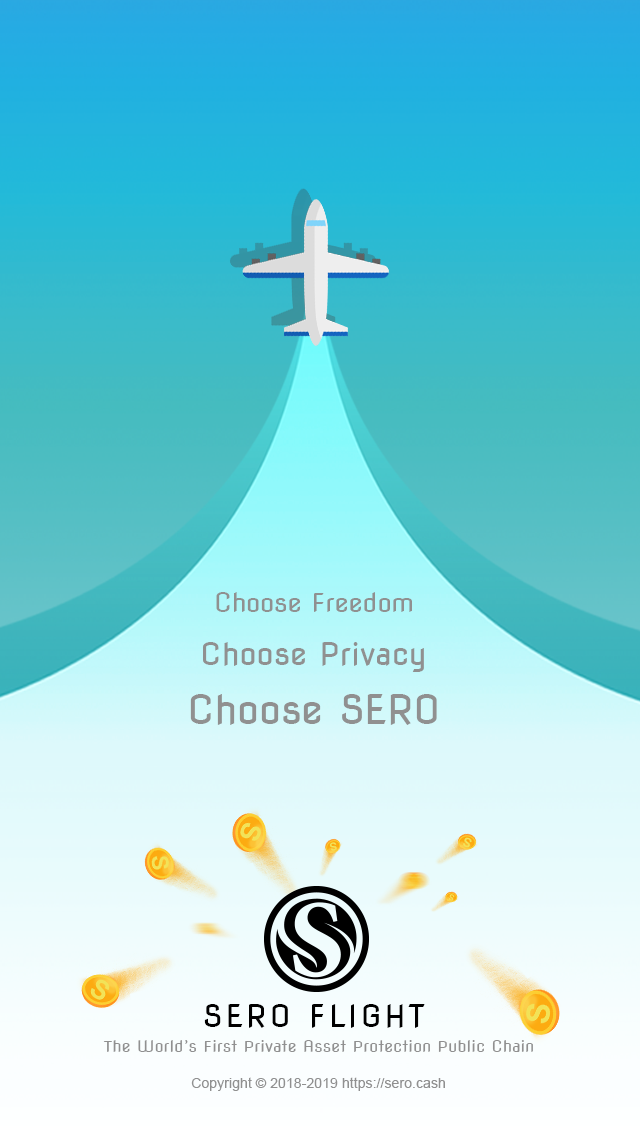 Choose Freedom
Choose Privacy
Choose SERO
SERO FLIGHT
The World's First Private Asset Protection Public Chain
Copyright © 2018-2019 https://sero.cash